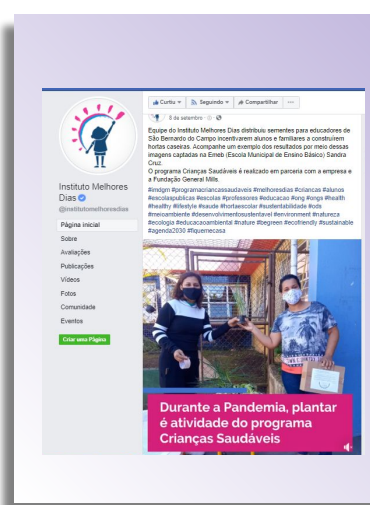 Curtiu
Seguindo
Compartilhar
8 de setembro
Equipe do Instituto Melhores Dias distribuiu sementes para educadores de
São Bernardo do Campo incentivarem alunos e familiares a construírem
hortas caseiras. Acompanhe um exemplo dos resultados por meio dessas
imagens captadas na Emeb (Escola Municipal de Ensino Básico) Sandra
Cruz.
O programa Crianças Saudáveis é realizado em parceria com a empresa e
a Fundação General Mills.
#imdgm #programacriancassaudaveis #melhoresdias #criancas #alunos
#escolapublicas #escolas #professores #educacao #ong #ongs #health
#healthy #lifestyle #saude #hortaescolar #sustentabilidade #ods
#meioambiente #desenvolvimentosustentavel #environment #natureza
#ecologia #educacaoambiental #nature #begreen #ecofriendly #sustainable
#agenda2030 #fiquemecasa
Instituto Melhores
Dias
@institutomelhoresdias
Página inicial
Sobre
Avaliações
Publicações
Vídeos
Fotos
Comunidade
Eventos
Criar uma Página
Durante a Pandemia, plantar
é atividade do programa
Crianças Saudáveis